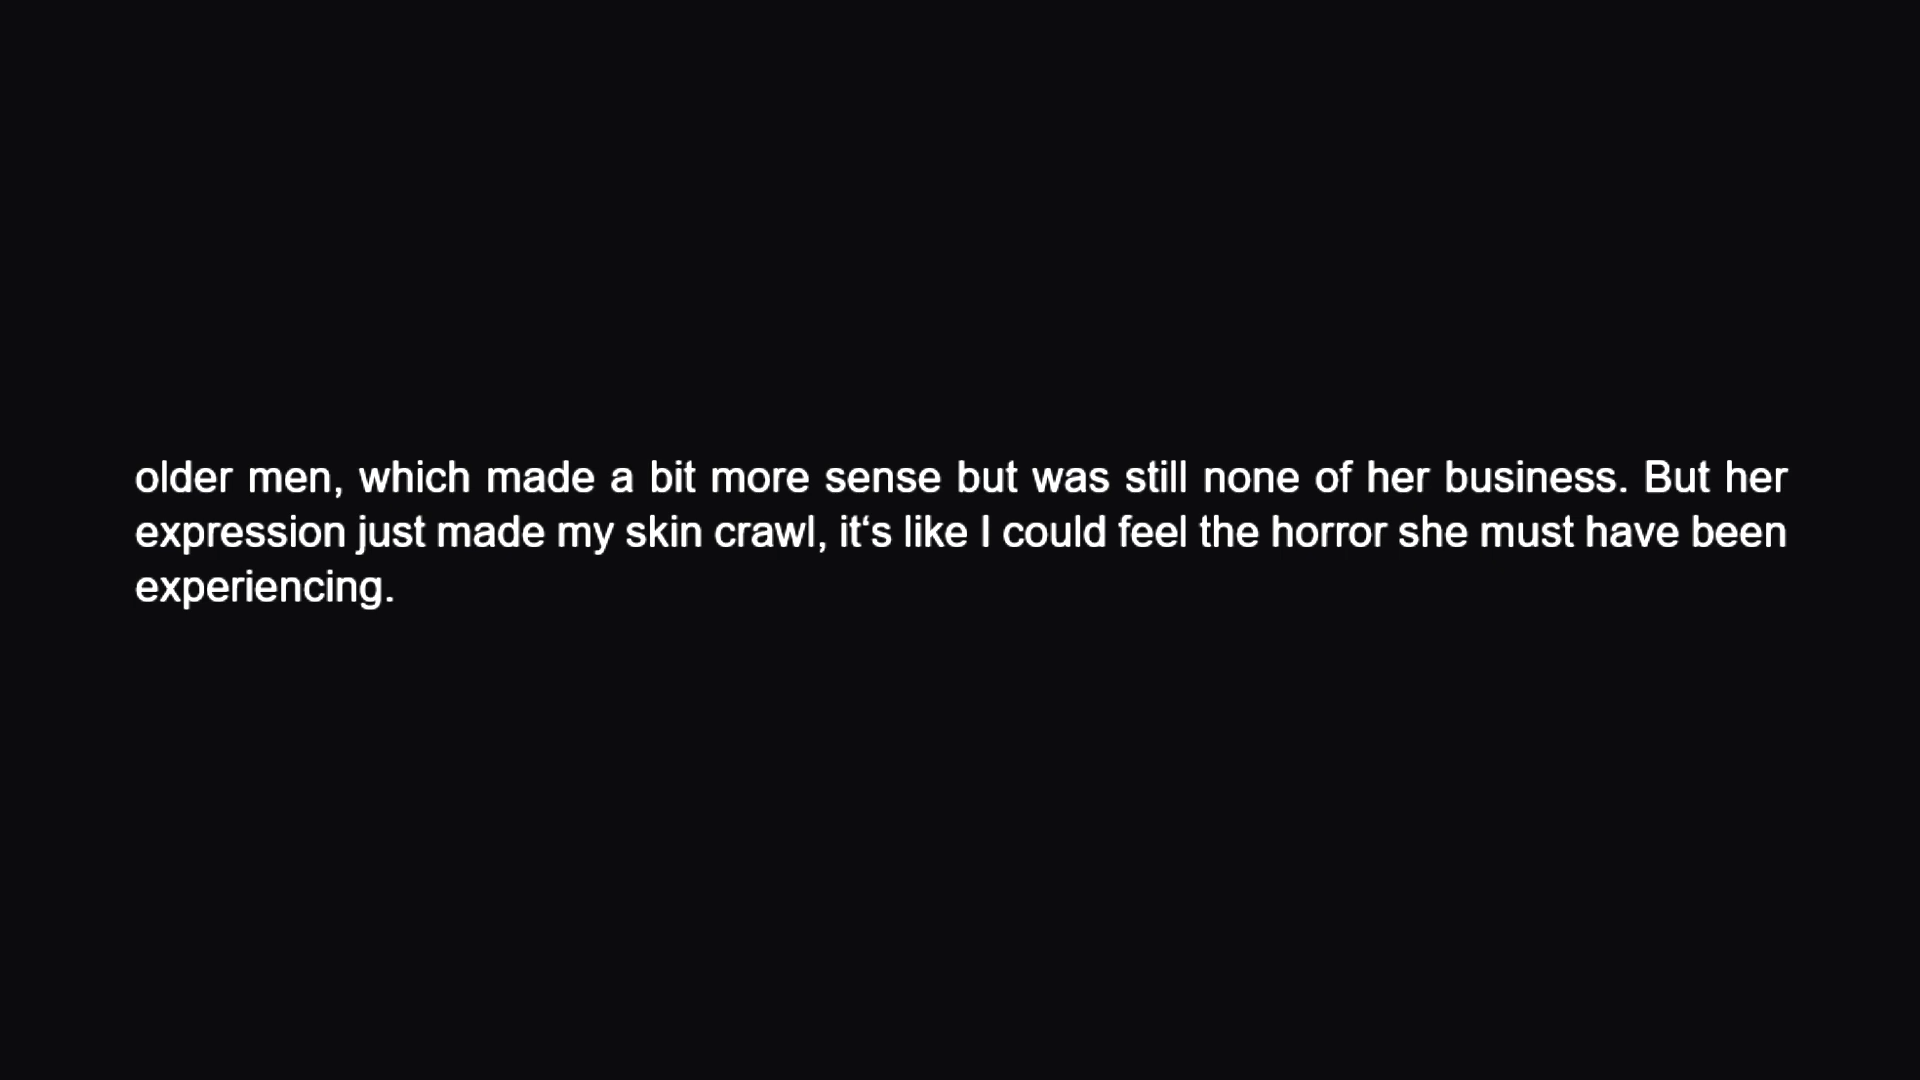 older men, which made a bit more sense but was still none of her business. But her
expression just made my skin crawl, it‘s like I could feel the horror she must have been
experiencing.